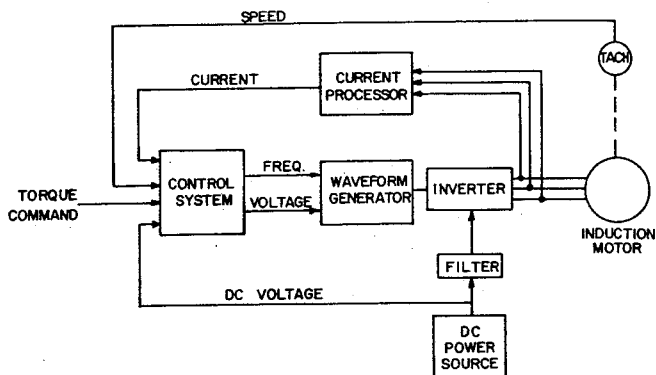 SPEED
TACH
CURRENT
CURRENT
PROCESSOR
FREQ.
CONTROL
SYSTEM
WAVEFORM
GENERATOR
INVERTER
TORQUE
COMMAND
VOLTAGE
INDUCTION
MOTOR
FILTER
DC VOLTAGE
DC
POWER
SOURCE